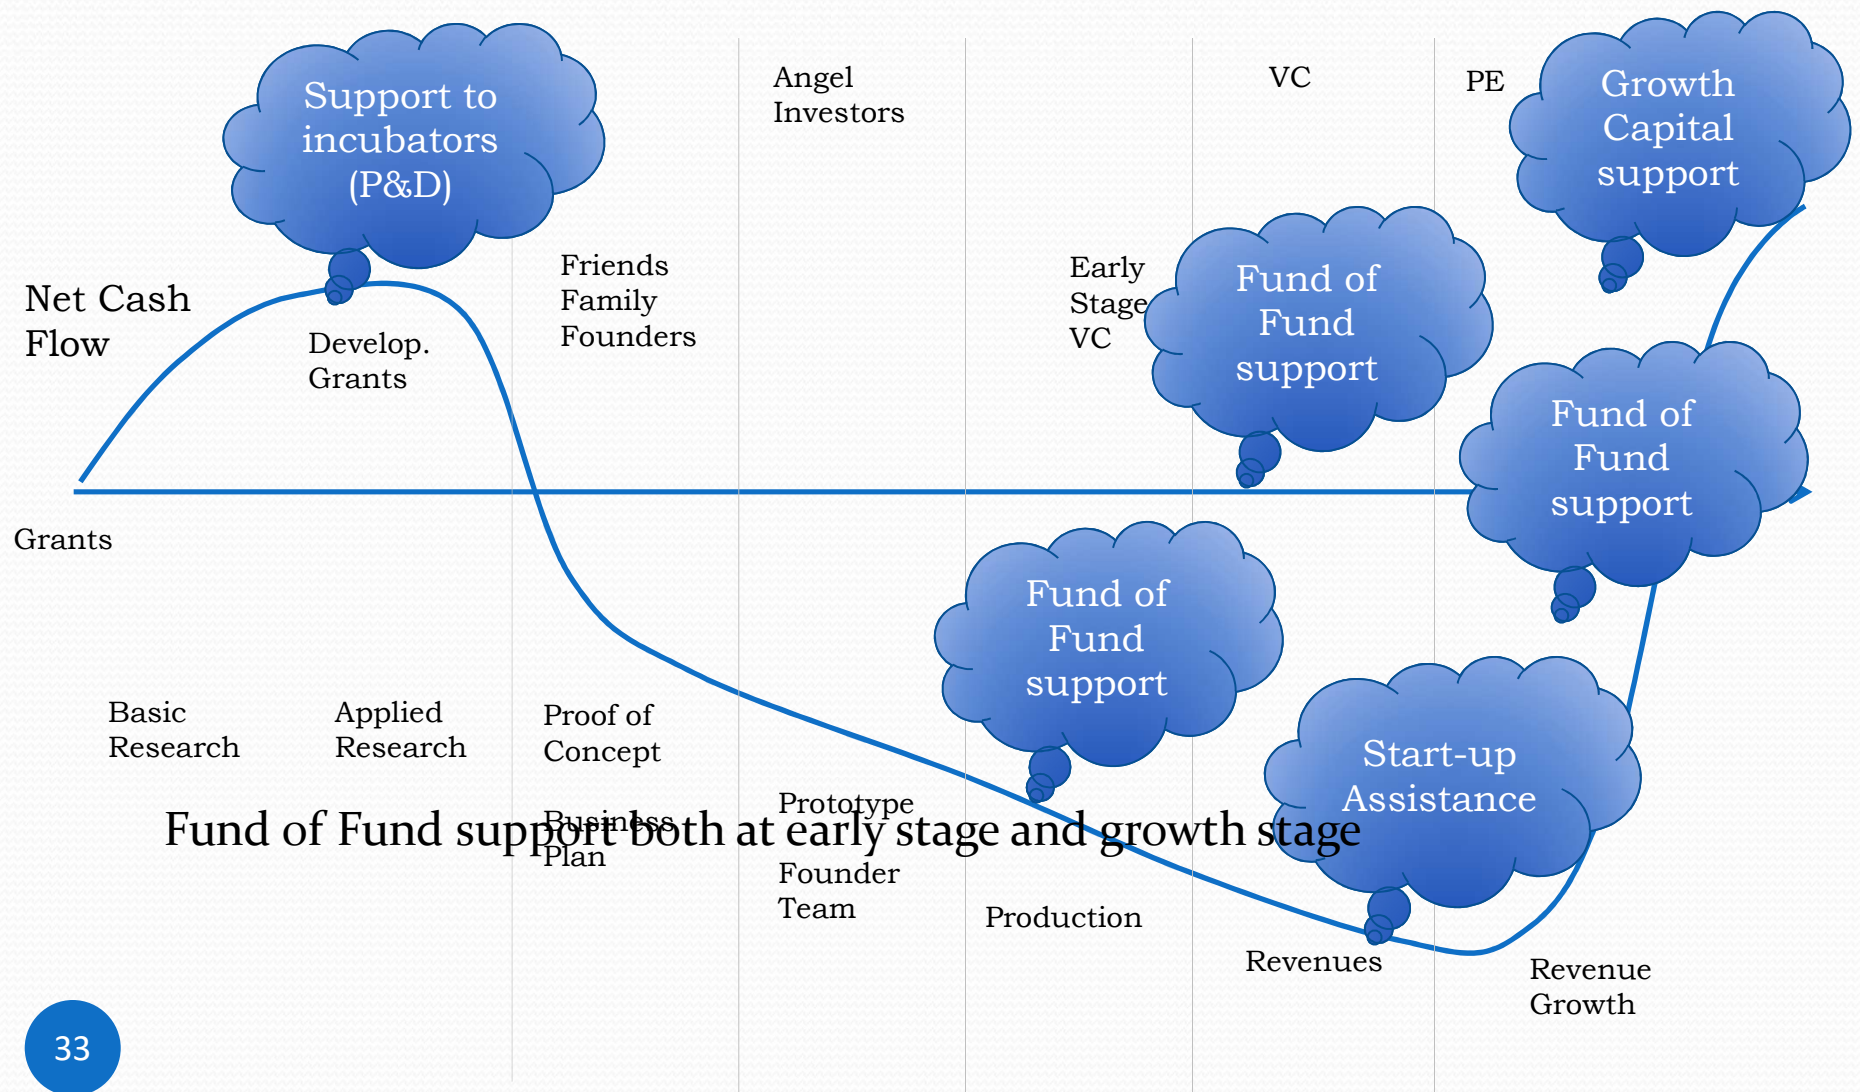 Support to
incubators
(P&D)
Angel
Investors
VC
PE
Growth
Capital
support
Net Cash
Flow
Develop.
Grants
Friends
Family
Founders
Early
Stage
VC
Fund of
Fund
support
Fund of
Fund
support
Grants
Fund of
Fund
support
Basic
Research
Applied
Research
Proof of
Concept
Business
Plan
Prototype
Founder
Team
Start-up
Assistance
Fund of Fund support both at early stage and growth stage
Production
Revenues
Revenue
Growth
33